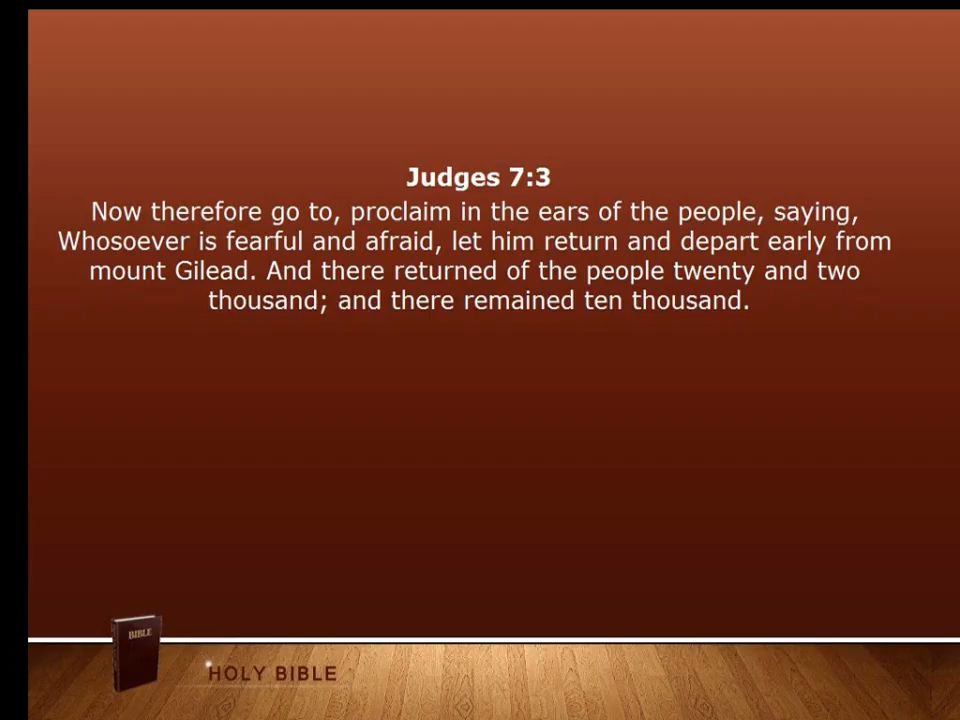 Judges 7:3
Now therefore go to, proclaim in the ears of the people, saying,
Whosoever is fearful and afraid, let him return and depart early from
mount Gilead. And there returned of the people twenty and two
thousand; and there remained ten thousand.
BIBLE
HOLY BIBLE